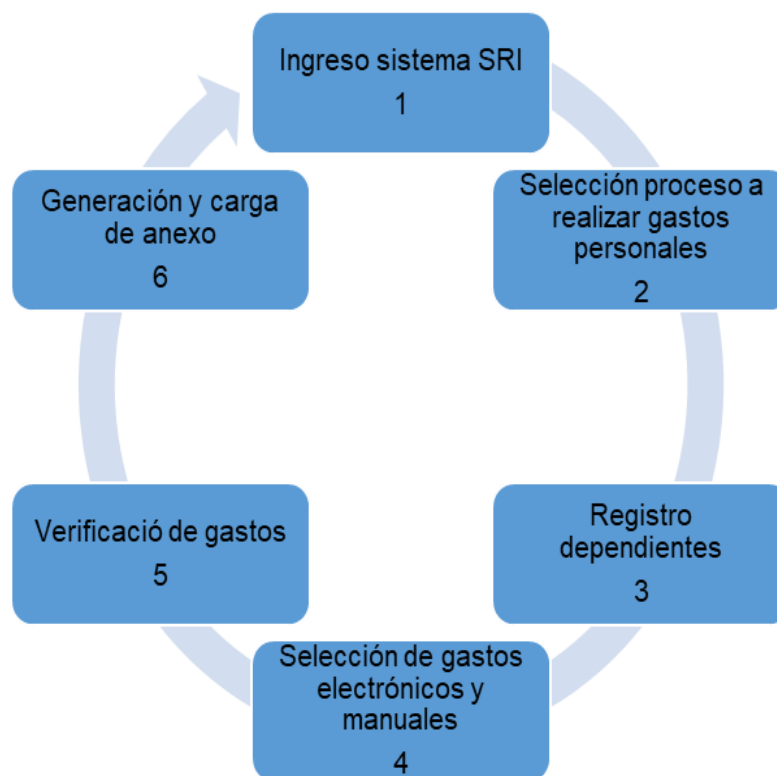 Ingreso sistema SRI
1
Selección proceso a
realizar gastos
personales
2
Registro
dependientes
3
Selección de gastos
electrónicos y
manuales
4
Verificació de gastos
5
Generación y carga
de anexo
6